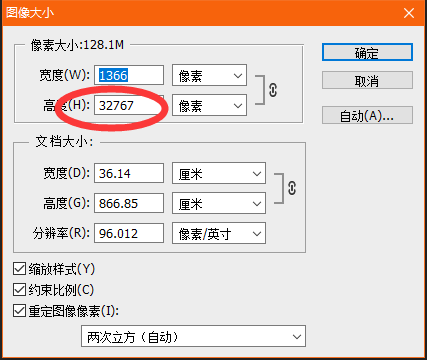 图像大小
像素大小:128.1M
宽度(W): 1366 像素
高度(H): 32767 像素
确定
取消
自动(A)...
文档大小:
宽度(D): 36.14 厘米
高度(G): 866.85 厘米
分辨率(R): 96.012 像素/英寸
缩放样式(Y)
约束比例(C)
重定图像像素(I):
两次立方（自动）